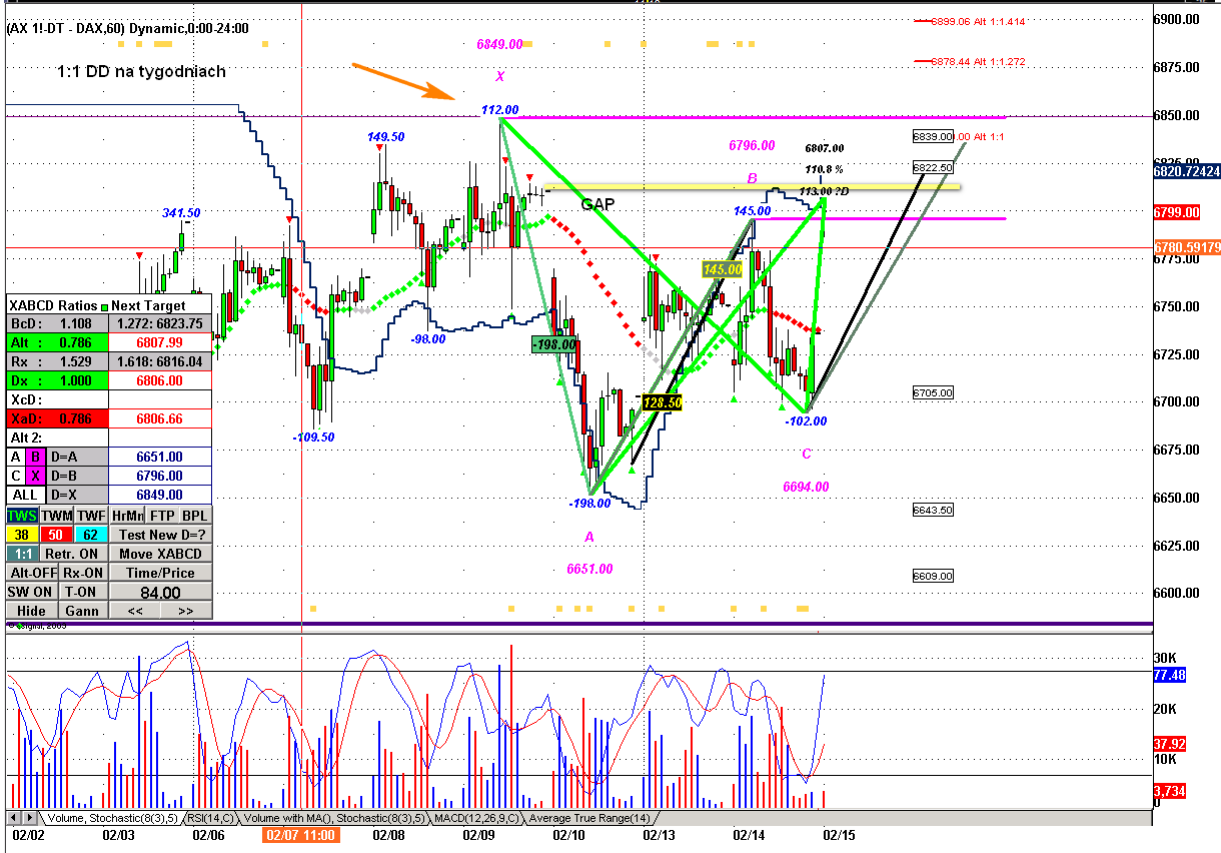 (AX 1!-DT - DAX,60) Dynamic,0:00-24:00
1:1 DD na tygodniach
6849.00
X
112.00
149.50
341.50
GAP
6796.00
B
145.00
6807.00
110.8 %
113.00 ?D
6899.06 Alt 1:1.414
6878.44 Alt 1:1.272
6839.00
.00 Alt 1:1
6822.50
145.00
-198.00
128.50
-98.00
-109.50
-198.00
A
6651.00
-102.00
C
6694.00
6705.00
6643.50
6609.00
6900.00
6875.00
6850.00
6825.00
6820.72424
6799.00
6780.59179
6775.00
6750.00
6725.00
6700.00
6675.00
6650.00
6625.00
6600.00
XABCD Ratios Next Target
BcD: 1.108 1.272: 6823.75
Alt : 0.786 6807.99
Rx : 1.529 1.618: 6816.04
Dx : 1.000 6806.00
XcD:
XaD: 0.786 6806.66
Alt 2:
A B D=A 6651.00
C X D=B 6796.00
ALL D=X 6849.00
TWS TWM TWF HrMn FTP BPL
38 50 62 Test New D=?
1:1 Retr. ON Move XABCD
Alt-OFF Rx-ON Time/Price
SW ON T-ON 84.00
Hide Gann << >>
30K
77.48
20K
37.92
10K
3,734
0
Volume, Stochastic(8(3),5) RSI(14,C) Volume with MA(), Stochastic(8(3),5) MACD(12,26,9,C) Average True Range(14)
02/02 02/03 02/06 02/07 11:00 02/08 02/09 02/10 02/13 02/14 02/15